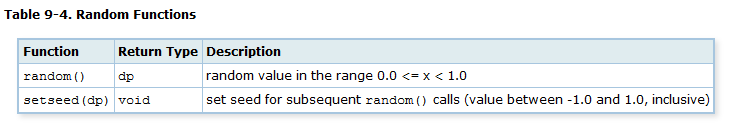 Table 9-4. Random Functions
Function Return Type Description
random() dp random value in the range 0.0 <= x < 1.0
setseed(dp) void set seed for subsequent random() calls (value between -1.0 and 1.0, inclusive)